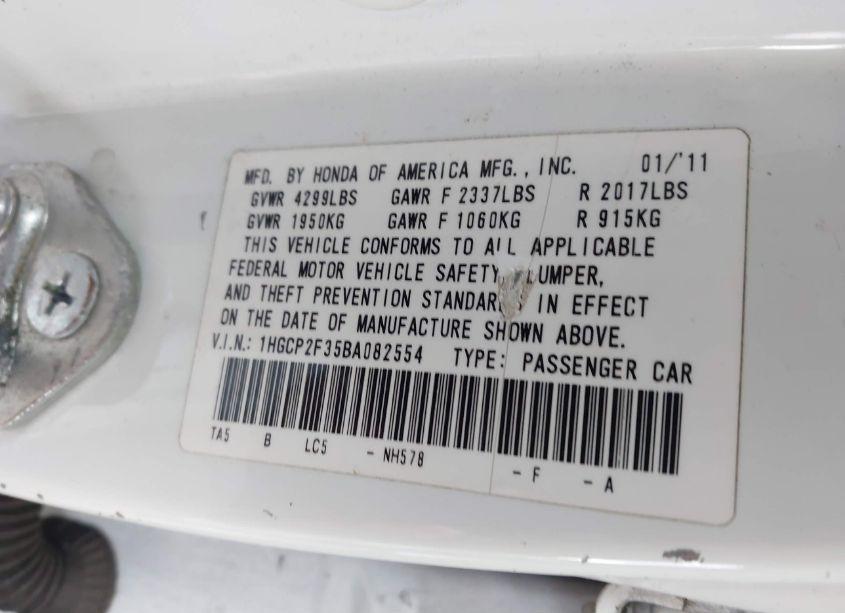 MFD. BY HONDA OF AMERICA MFG., INC. 01/'11
GVWR 4299LBS GAWR F 2337LBS R 2017LBS
GVWR 1950KG GAWR F 1060KG R 915KG
THIS VEHICLE CONFORMS TO ALL APPLICABLE
FEDERAL MOTOR VEHICLE SAFETY,
AND THEFT PREVENTION STANDARDS IN EFFECT
ON THE DATE OF MANUFACTURE SHOWN ABOVE.
V.I.N.: 1HGCP2F35BA082554 TYPE: PASSENGER CAR
TA5 B LC5 - NH578 - F - A